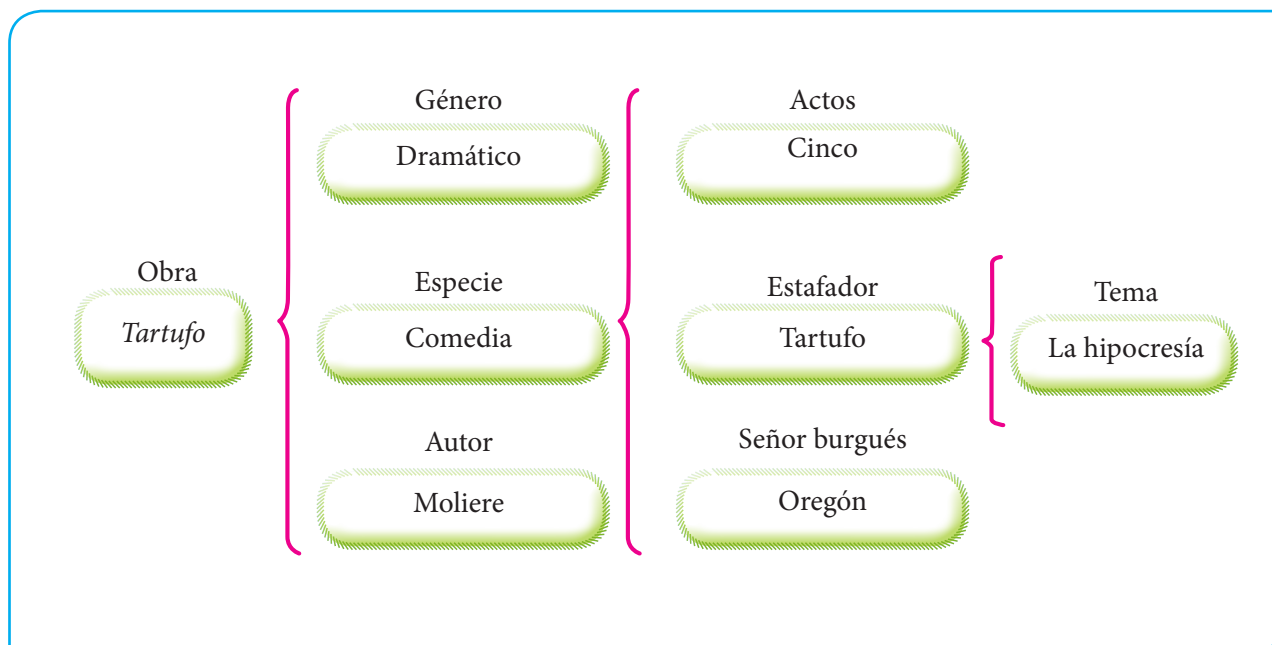 Obra
Tartufo
Género
Dramático
Especie
Comedia
Autor
Moliere
Actos
Cinco
Estafador
Tartufo
Señor burgués
Oregón
Tema
La hipocresía